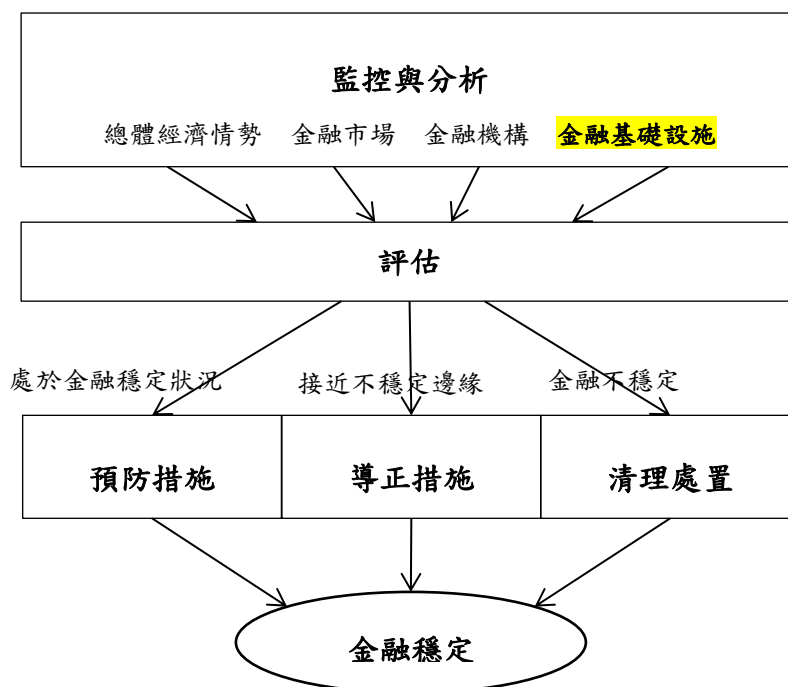 監控與分析
總體經濟情勢 金融市場 金融機構 金融基礎設施
評估
處於金融穩定狀況 接近不穩定邊緣 金融不穩定
預防措施 導正措施 清理處置
金融穩定